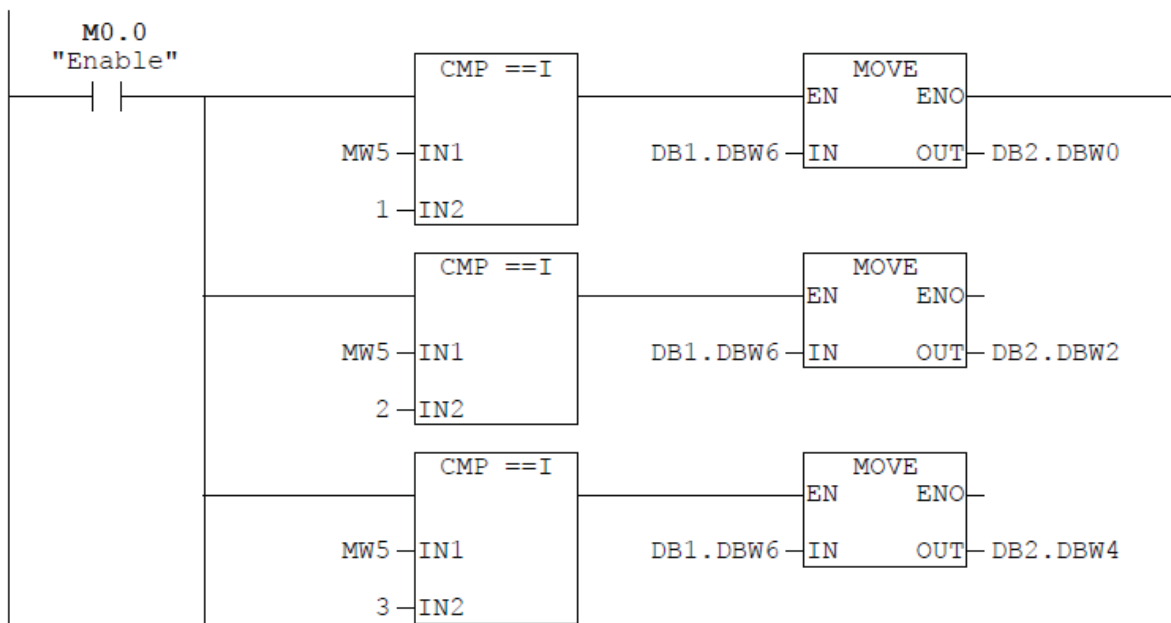 M0.0
"Enable"
CMP ==I MOVE
EN ENO
MW5 IN1 DB1.DBW6 IN OUT DB2.DBW0
1 IN2
CMP ==I MOVE
EN ENO
MW5 IN1 DB1.DBW6 IN OUT DB2.DBW2
2 IN2
CMP ==I MOVE
EN ENO
MW5 IN1 DB1.DBW6 IN OUT DB2.DBW4
3 IN2